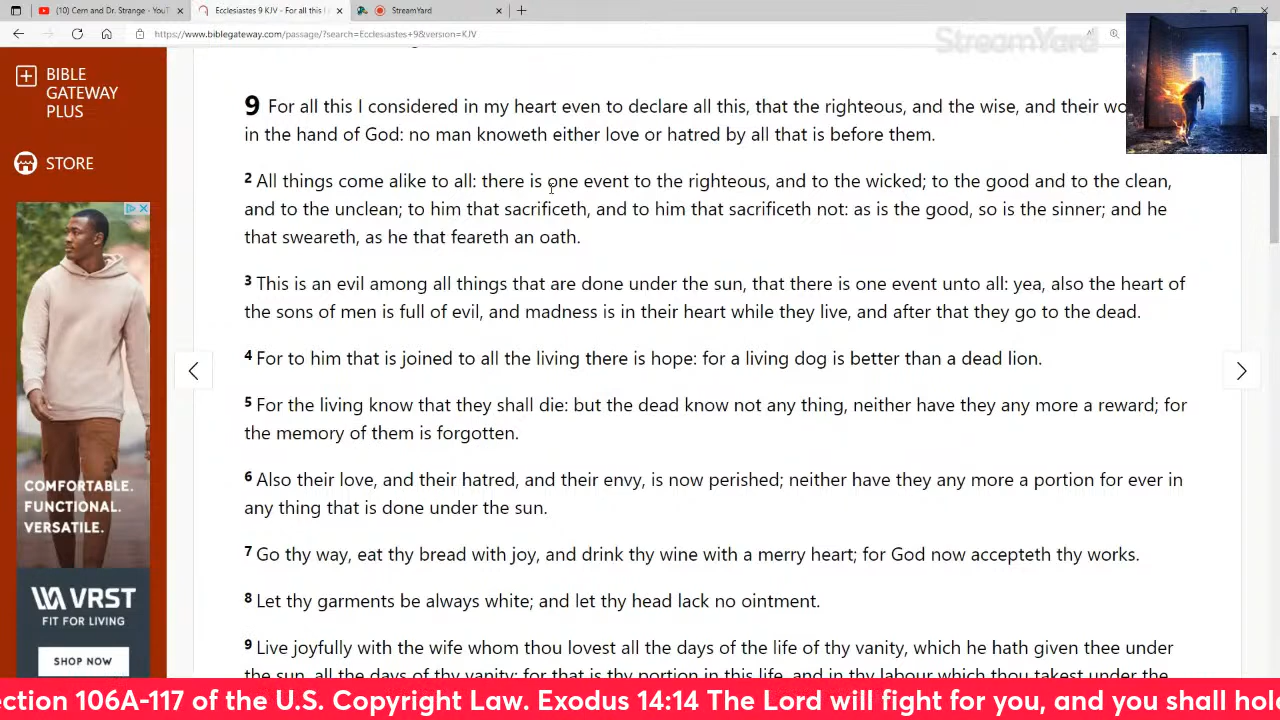 (10) Cern and Dr. Strange - YouT
Ecclesiastes 9 KJV - For all this I
StreamYard
https://www.biblegateway.com/passage/?search=Ecclesiastes+9&version=KJV
StreamYard
BIBLE
GATEWAY
PLUS
STORE
COMFORTABLE.
FUNCTIONAL.
VERSATILE.
VRST
FIT FOR LIVING
SHOP NOW
9 For all this I considered in my heart even to declare all this, that the righteous, and the wise, and their wo
in the hand of God: no man knoweth either love or hatred by all that is before them.
2 All things come alike to all: there is one event to the righteous, and to the wicked; to the good and to the clean,
and to the unclean; to him that sacrificeth, and to him that sacrificeth not: as is the good, so is the sinner; and he
that sweareth, as he that feareth an oath.
3 This is an evil among all things that are done under the sun, that there is one event unto all: yea, also the heart of
the sons of men is full of evil, and madness is in their heart while they live, and after that they go to the dead.
4 For to him that is joined to all the living there is hope: for a living dog is better than a dead lion.
5 For the living know that they shall die: but the dead know not any thing, neither have they any more a reward; for
the memory of them is forgotten.
6 Also their love, and their hatred, and their envy, is now perished; neither have they any more a portion for ever in
any thing that is done under the sun.
7 Go thy way, eat thy bread with joy, and drink thy wine with a merry heart; for God now accepteth thy works.
8 Let thy garments be always white; and let thy head lack no ointment.
9 Live joyfully with the wife whom thou lovest all the days of the life of thy vanity, which he hath given thee under
the sun, all the days of thy vanity: for that is thy portion in this life, and in thy labour which thou takest under the
ection 106A-117 of the U.S. Copyright Law. Exodus 14:14 The Lord will fight for you, and you shall hol